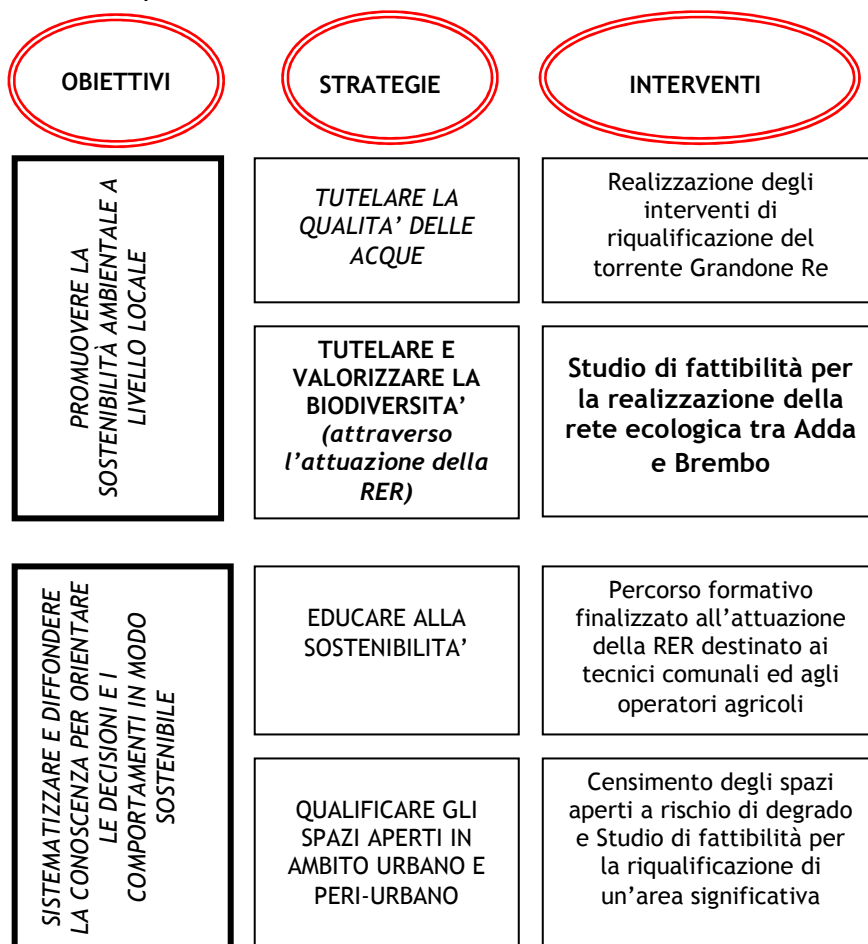 OBIETTIVI
STRATEGIE
INTERVENTI
PROMUOVERE LA
SOSTENIBILITÀ AMBIENTALE A
LIVELLO LOCALE
TUTELARE LA
QUALITA’ DELLE
ACQUE
Realizzazione degli
interventi di
riqualificazione del
torrente Grandone Re
TUTELARE E
VALORIZZARE LA
BIODIVERSITA’
(attraverso
l’attuazione della
RER)
Studio di fattibilità per
la realizzazione della
rete ecologica tra Adda
e Brembo
SISTEMATIZZARE E DIFFONDERE
LA CONOSCENZA PER ORIENTARE
LE DECISIONI E I
COMPORTAMENTI IN MODO
SOSTENIBILE
EDUCARE ALLA
SOSTENIBILITA’
Percorso formativo
finalizzato all’attuazione
della RER destinato ai
tecnici comunali ed agli
operatori agricoli
QUALIFICARE GLI
SPAZI APERTI IN
AMBITO URBANO E
PERI-URBANO
Censimento degli spazi
aperti a rischio di degrado
e Studio di fattibilità per
la riqualificazione di
un’area significativa